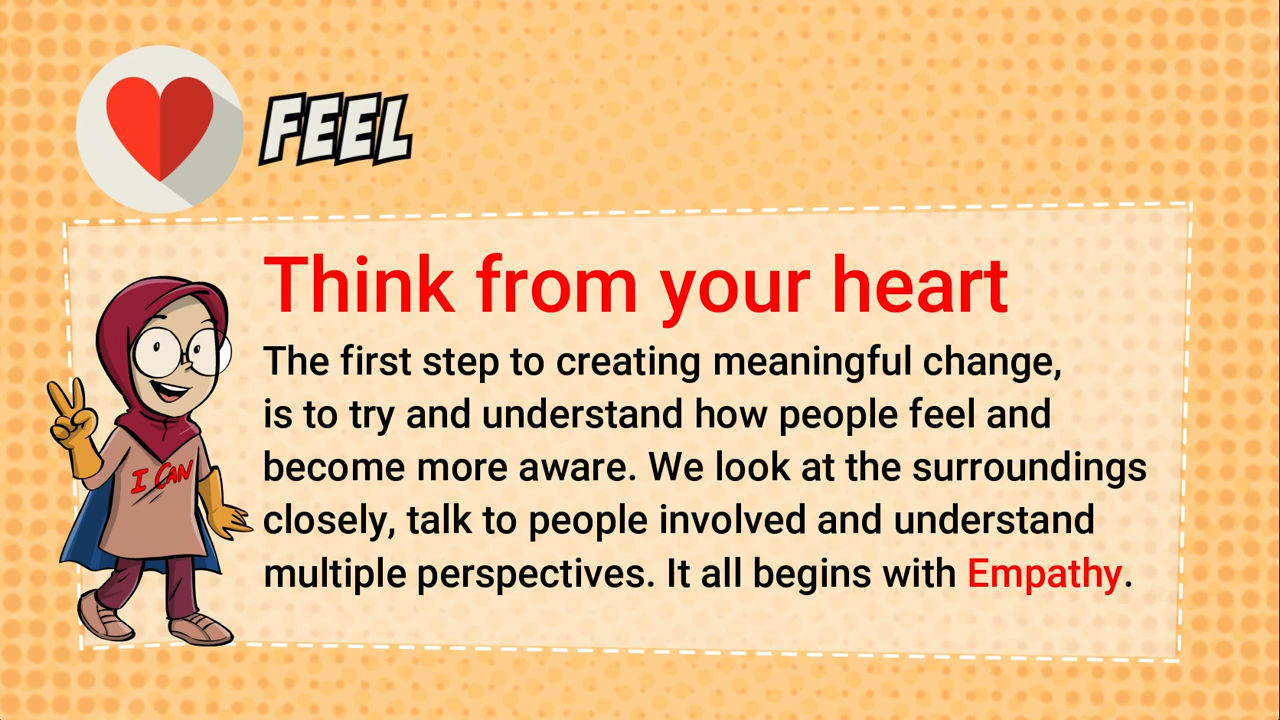 FEEL
Think from your heart
The first step to creating meaningful change,
is to try and understand how people feel and
become more aware. We look at the surroundings
closely, talk to people involved and understand
multiple perspectives. It all begins with Empathy.
I CAN